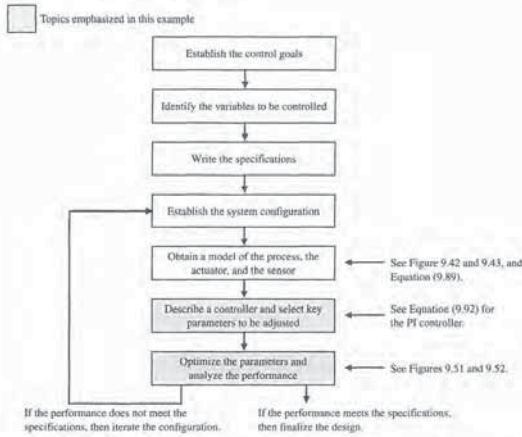 Topics emphasized in this example
Establish the control goals
Identify the variables to be controlled
Write the specifications
Establish the system configuration
Obtain a model of the process, the
actuator, and the sensor
See Figure 9.42 and 9.43, and
Equation (9.89).
Describe a controller and select key
parameters to be adjusted
See Equation (9.92) for
the PI controller.
Optimize the parameters and
analyze the performance
See Figures 9.51 and 9.52.
If the performance does not meet the
specifications, then iterate the configuration.
If the performance meets the specifications,
then finalize the design.